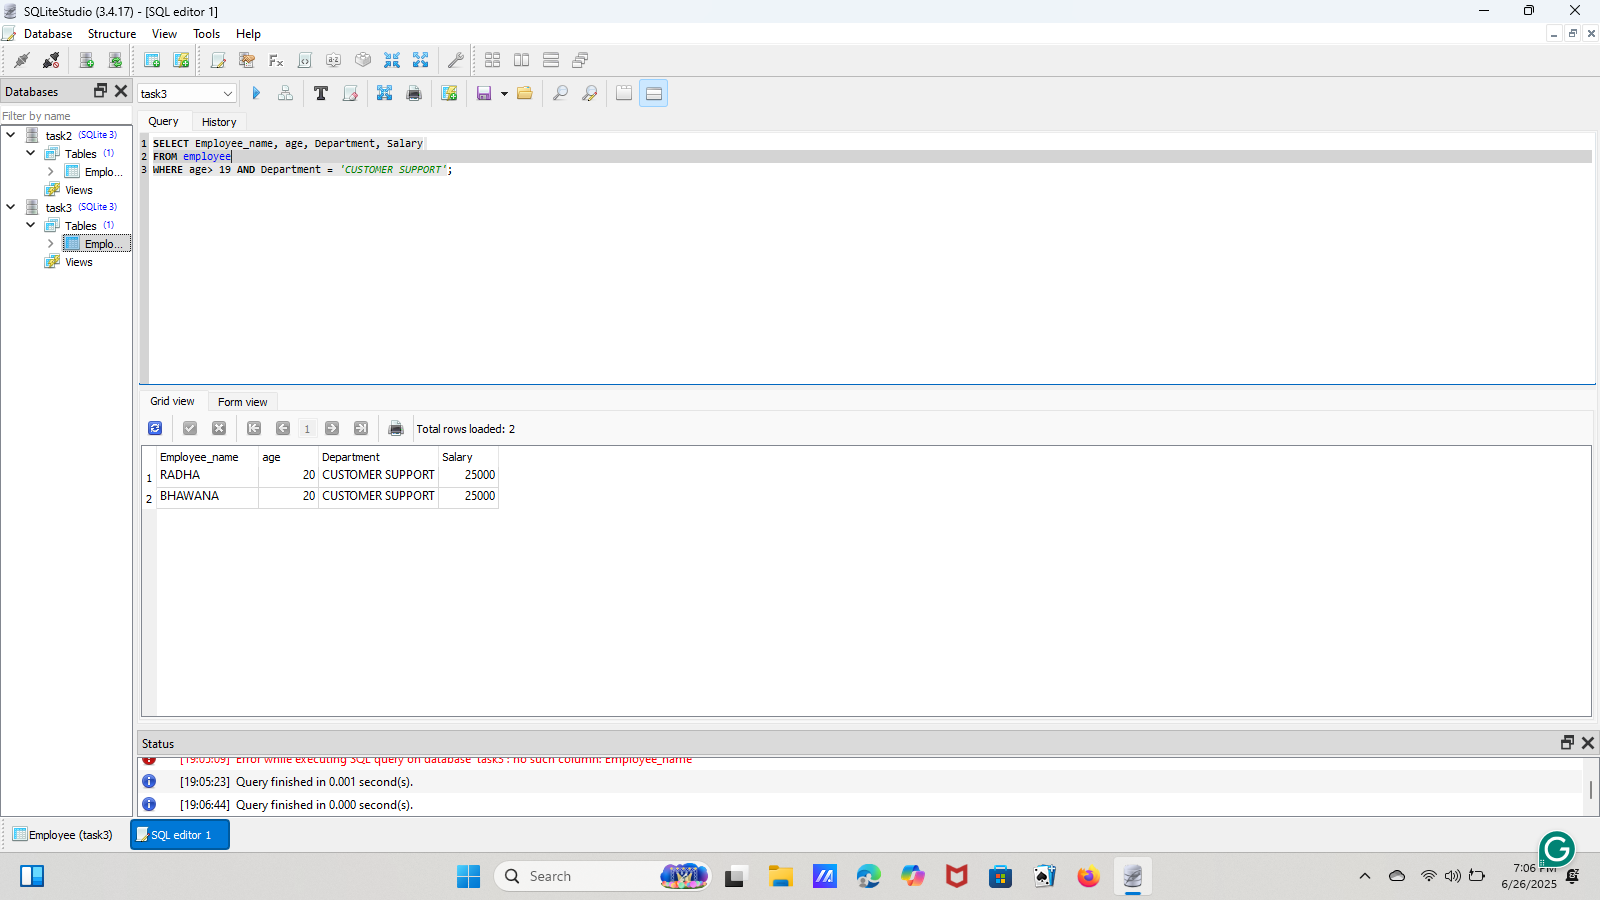 SQLiteStudio (3.4.17) - [SQL editor 1]
Database Structure View Tools Help
Databases
task3
Filter by name
Query History
task2 (SQLite 3)
Tables (1)
Emplo...
Views
task3 (SQLite 3)
Tables (1)
Emplo...
Views
1 SELECT Employee_name, age, Department, Salary
2 FROM employee
3 WHERE age> 19 AND Department = 'CUSTOMER SUPPORT';
Grid view Form view
1 Total rows loaded: 2
Employee_name age Department Salary
1 RADHA 20 CUSTOMER SUPPORT 25000
2 BHAWANA 20 CUSTOMER SUPPORT 25000
Status
[19:05:09] Error while executing SQL query on database 'task3': no such column: Employee_name
[19:05:23] Query finished in 0.001 second(s).
[19:06:44] Query finished in 0.000 second(s).
Employee (task3) SQL editor 1
Search
7:06 PM
6/26/2025